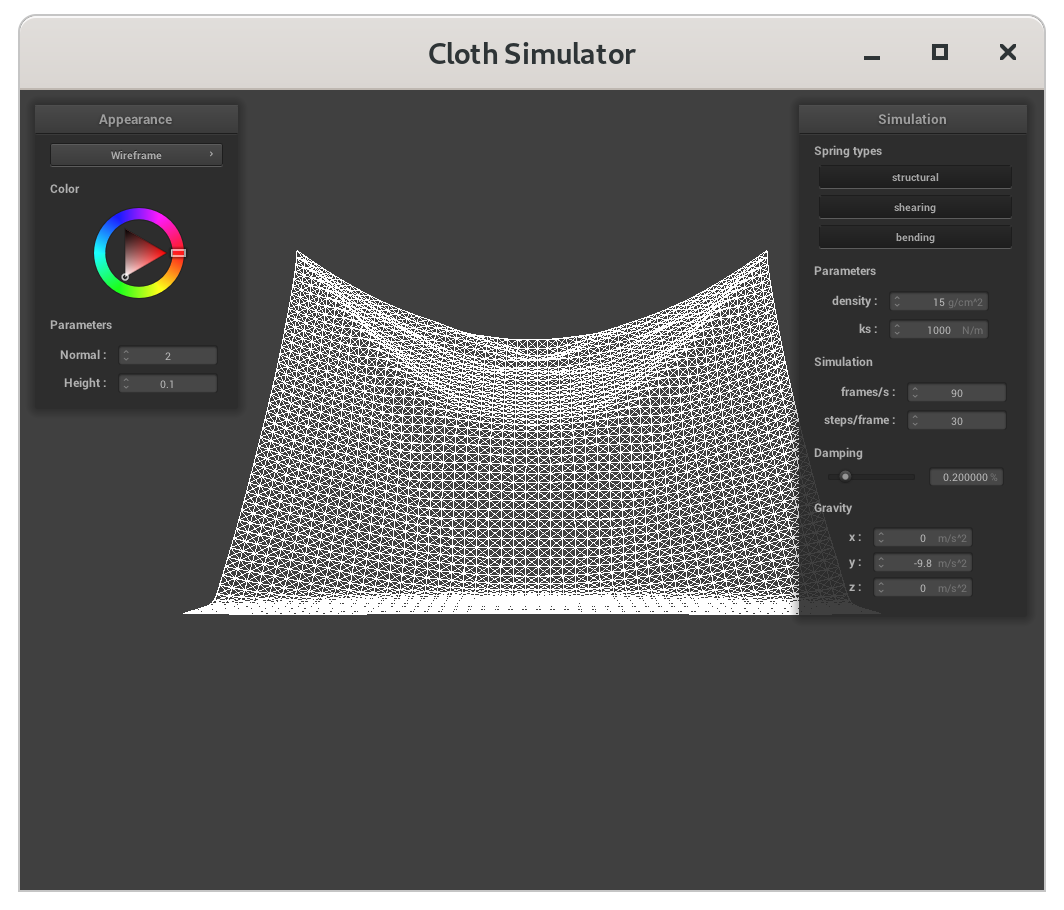 Cloth Simulator
Appearance
Wireframe
Color
Parameters
Normal : 2
Height : 0.1
Simulation
Spring types
structural
shearing
bending
Parameters
density : 15 g/cm^2
ks : 1000 N/m
Simulation
frames/s : 90
steps/frame : 30
Damping
0.200000 %
Gravity
x : 0 m/s^2
y : -9.8 m/s^2
z : 0 m/s^2